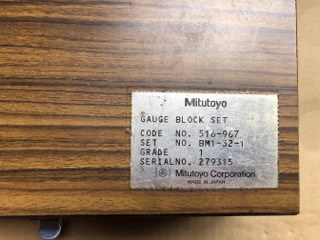 Mitutoyo
GAUGE BLOCK SET
CODE NO. 516-967
SET NO. BM1-32-1
GRADE 1
SERIAL NO. 279315
Mitutoyo Corporation
MADE IN JAPAN